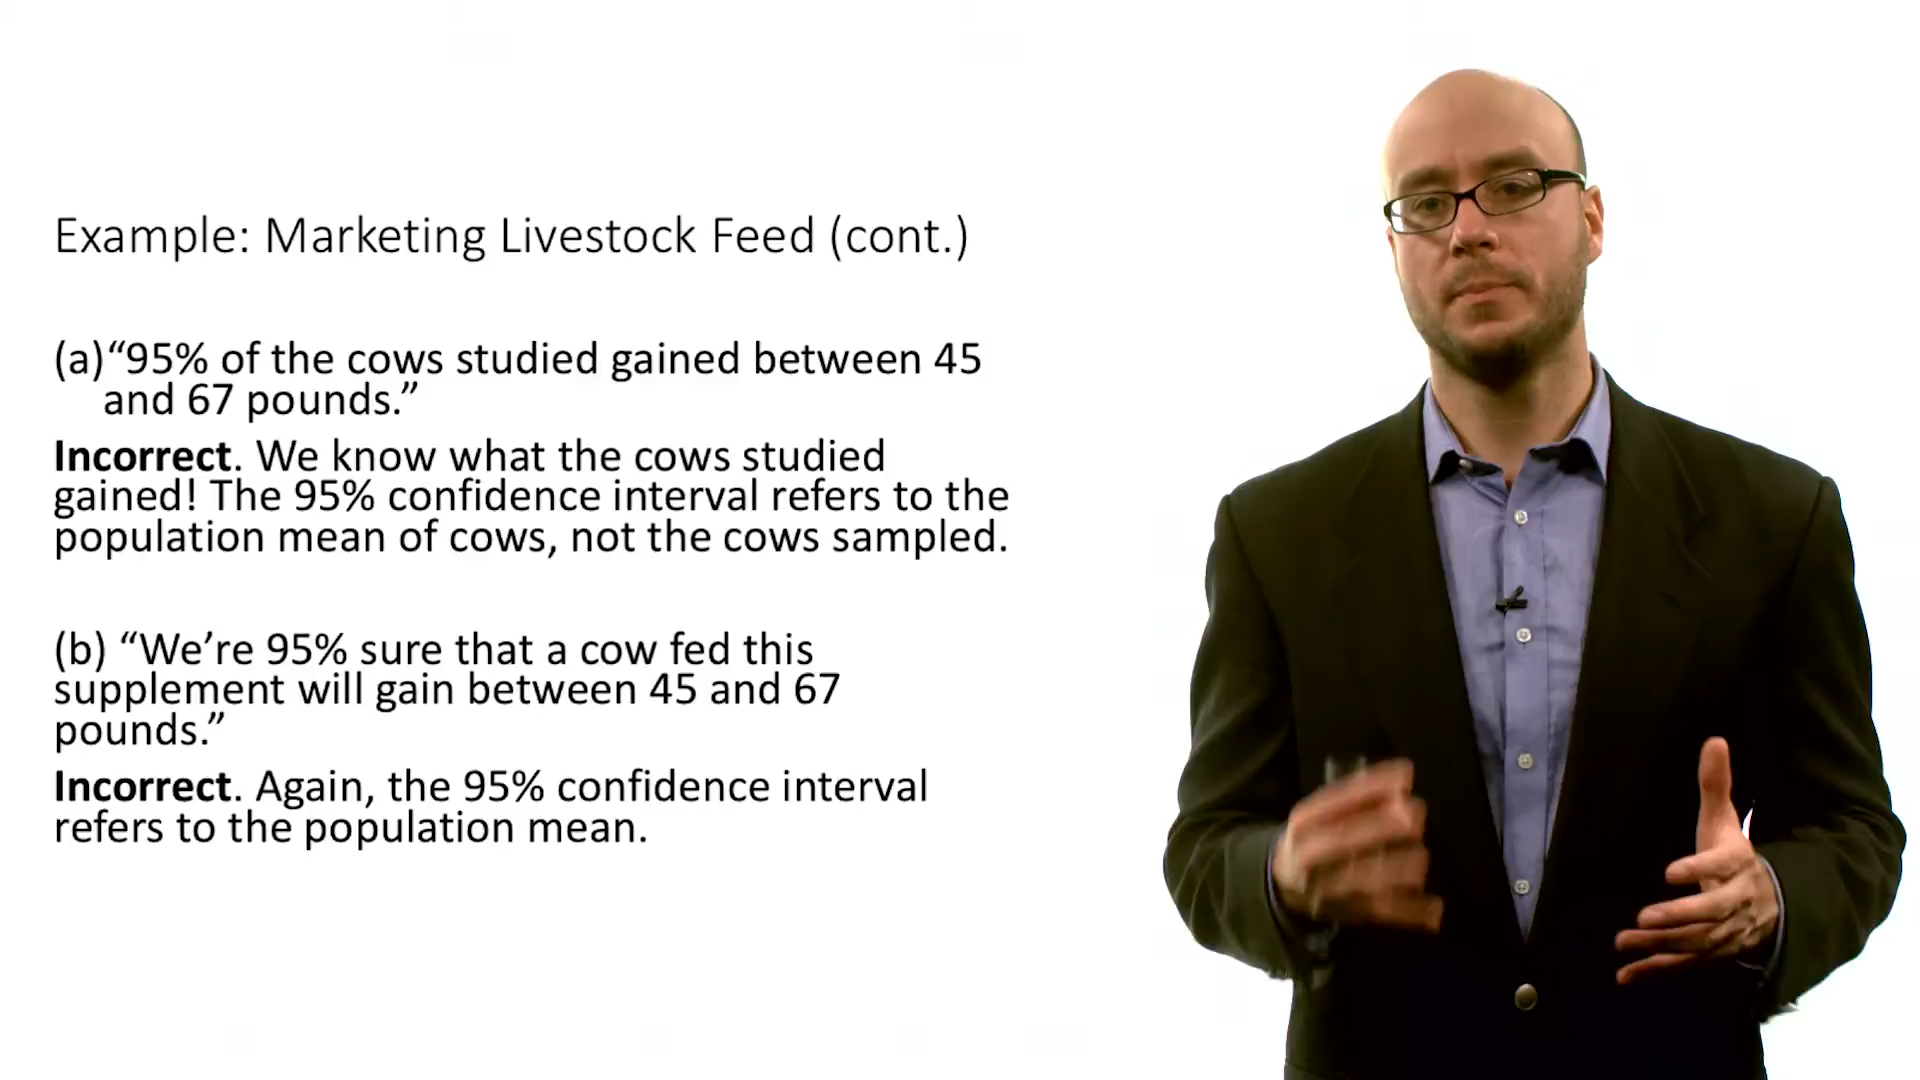 Example: Marketing Livestock Feed (cont.)
(a)“95% of the cows studied gained between 45
and 67 pounds.”
Incorrect. We know what the cows studied
gained! The 95% confidence interval refers to the
population mean of cows, not the cows sampled.
(b) “We’re 95% sure that a cow fed this
supplement will gain between 45 and 67
pounds.”
Incorrect. Again, the 95% confidence interval
refers to the population mean.